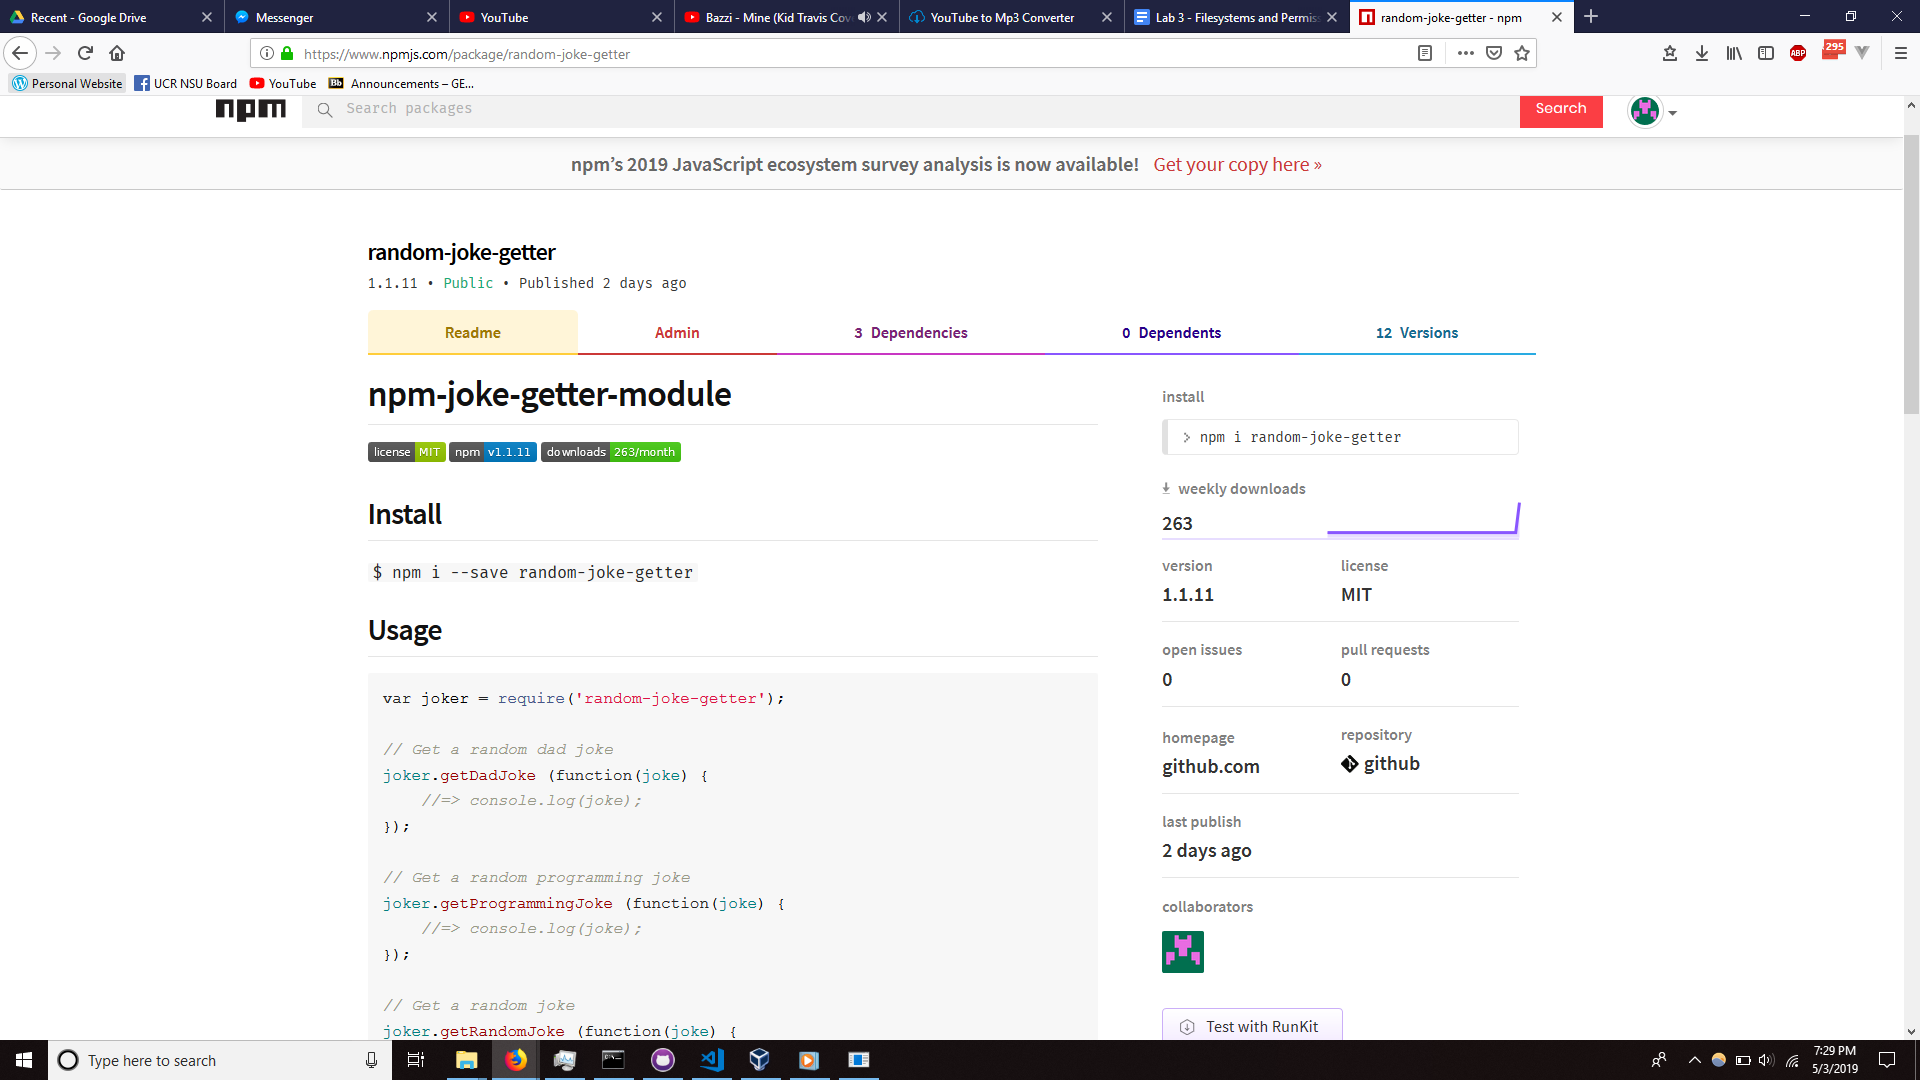 Recent - Google Drive
Messenger
YouTube
Bazzi - Mine (Kid Travis Cov
YouTube to Mp3 Converter
Lab 3 - Filesystems and Permis
random-joke-getter - npm
https://www.npmjs.com/package/random-joke-getter
295
ABP
Personal Website
UCR NSU Board
YouTube
Bb
Announcements – GE...
npm
Search packages
Search
npm’s 2019 JavaScript ecosystem survey analysis is now available! Get your copy here »
random-joke-getter
1.1.11 • Public • Published 2 days ago
Readme
Admin
3 Dependencies
0 Dependents
12 Versions
npm-joke-getter-module
license MIT
npm v1.1.11
downloads 263/month
Install
$ npm i --save random-joke-getter
Usage
var joker = require('random-joke-getter');
// Get a random dad joke
joker.getDadJoke (function(joke) {
//=> console.log(joke);
});
// Get a random programming joke
joker.getProgrammingJoke (function(joke) {
//=> console.log(joke);
});
// Get a random joke
joker.getRandomJoke (function(joke) {
install
> npm i random-joke-getter
weekly downloads
263
version
1.1.11
license
MIT
open issues
0
pull requests
0
homepage
github.com
repository
github
last publish
2 days ago
collaborators
Test with RunKit
Type here to search
7:29 PM
5/3/2019